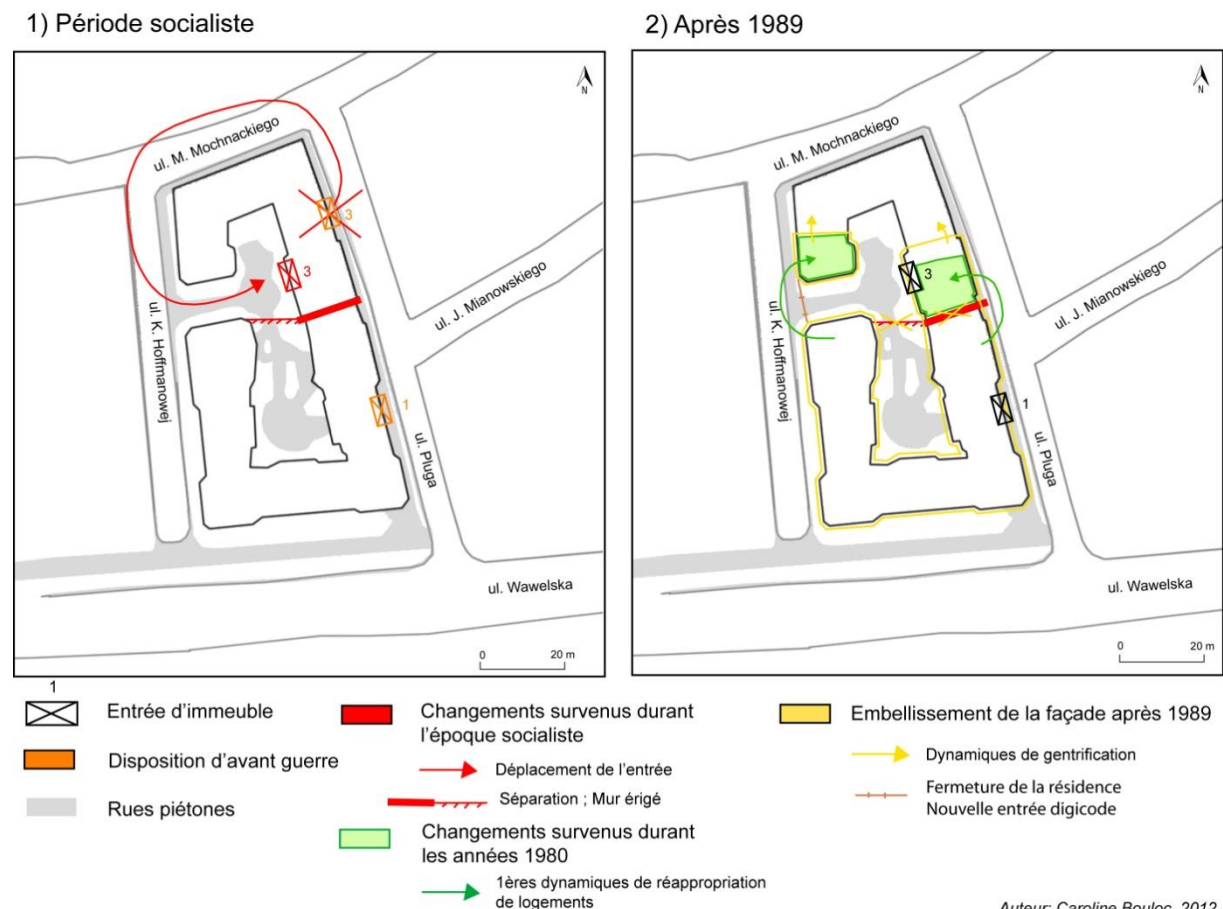 1) Période socialiste
2) Après 1989
N
ul. M. Mochnackiego
3
3
ul. J. Mianowskiego
ul. K. Hoffmanowej
1
ul. Pluga
ul. Wawelska
0 20 m
N
ul. M. Mochnackiego
3
ul. J. Mianowskiego
ul. K. Hoffmanowej
1
ul. Pluga
ul. Wawelska
0 20 m
1
Entrée d'immeuble
Disposition d'avant guerre
Rues piétones
Changements survenus durant
l'époque socialiste
Déplacement de l'entrée
Séparation ; Mur érigé
Changements survenus durant
les années 1980
1ères dynamiques de réappropriation
de logements
Embellissement de la façade après 1989
Dynamiques de gentrification
Fermeture de la résidence
Nouvelle entrée digicode
Auteur: Caroline Bouloc, 2012